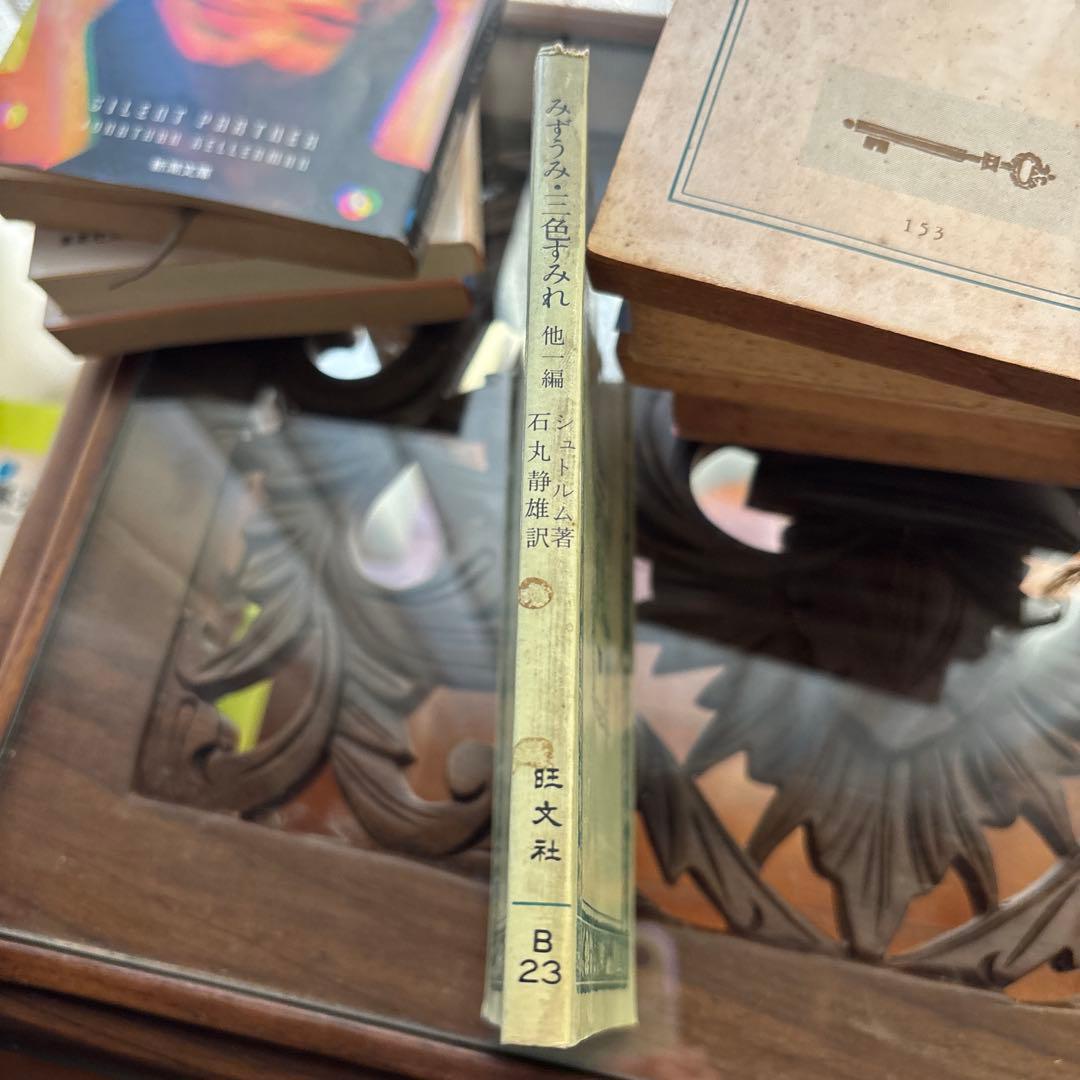 SILENT PARTNER
JONATHAN KELLERMAN
新潮文庫
みずうみ・三色すみれ 他一編
シュトルム著
石丸静雄訳
旺文社
B
23
153